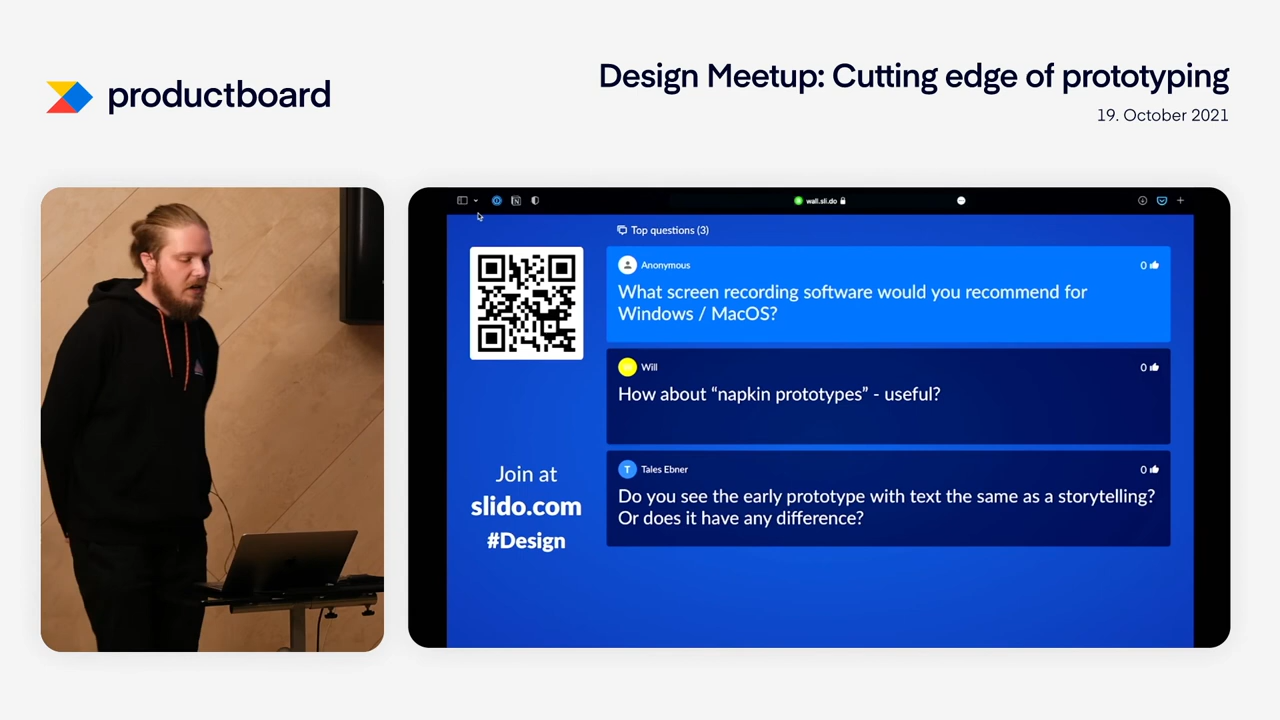 productboard
Design Meetup: Cutting edge of prototyping
19. October 2021
wall.sli.do
Top questions (3)
Anonymous
0
What screen recording software would you recommend for
Windows / MacOS?
Will
0
How about “napkin prototypes” - useful?
T
Tales Ebner
0
Do you see the early prototype with text the same as a storytelling?
Or does it have any difference?
Join at
slido.com
#Design